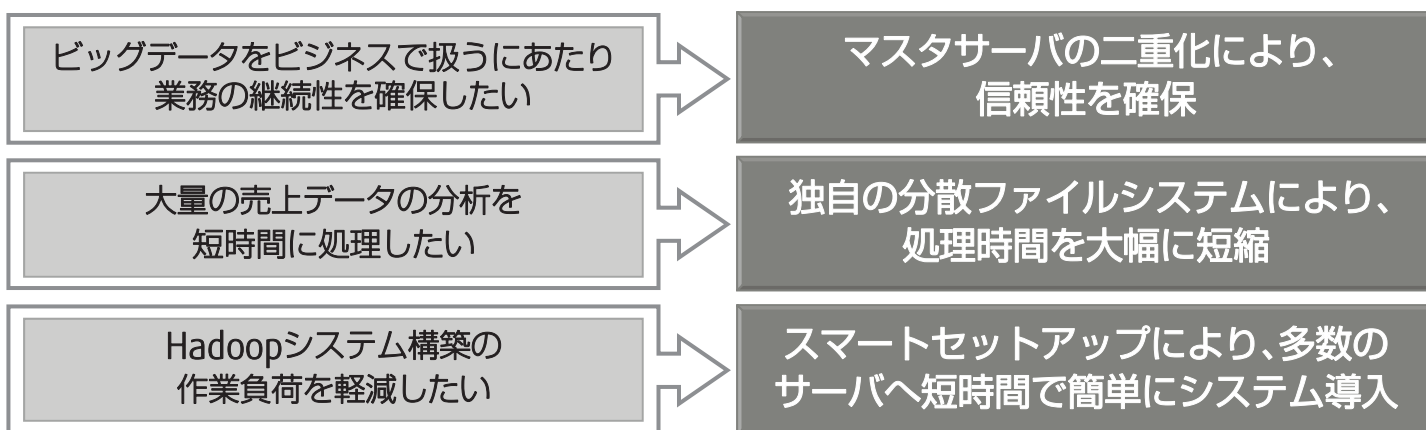 ビッグデータをビジネスで扱うにあたり
業務の継続性を確保したい
マスタサーバの二重化により、
信頼性を確保
大量の売上データの分析を
短時間に処理したい
独自の分散ファイルシステムにより、
処理時間を大幅に短縮
Hadoopシステム構築の
作業負荷を軽減したい
スマートセットアップにより、多数の
サーバへ短時間で簡単にシステム導入